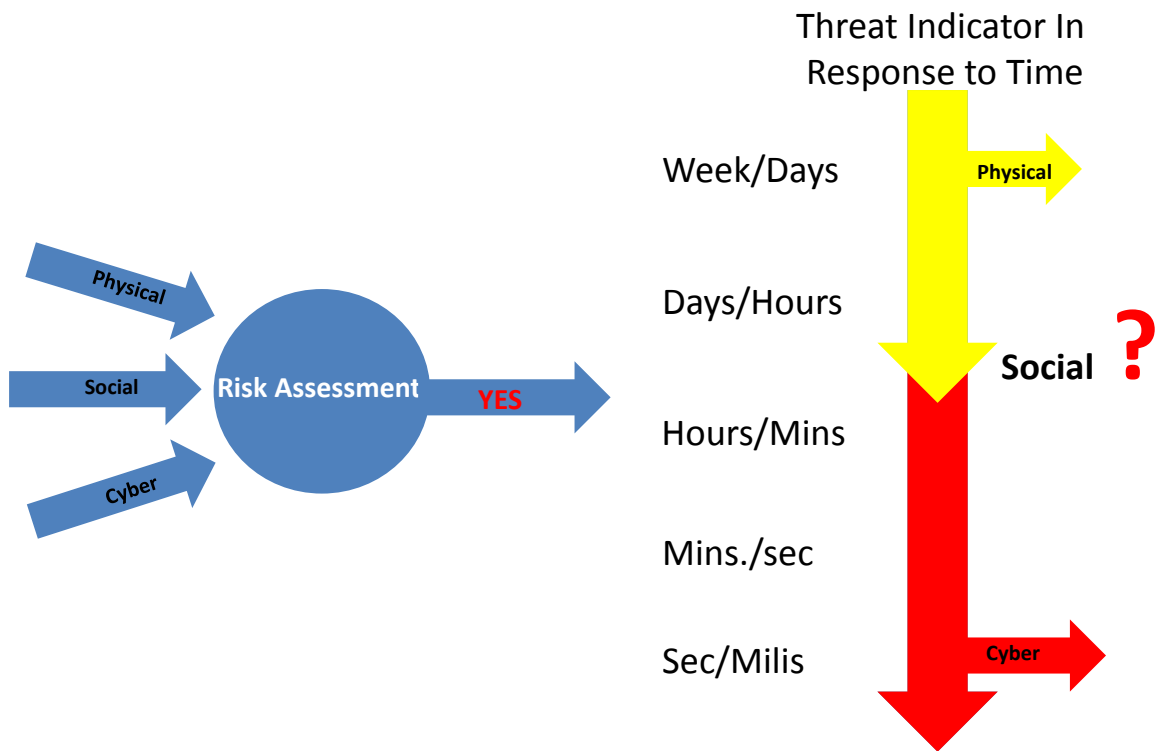 Threat Indicator In
Response to Time
Week/Days
Physical
Physical
Days/Hours
Social
?
Social
Risk Assessment
YES
Hours/Mins
Cyber
Mins./sec
Sec/Milis
Cyber